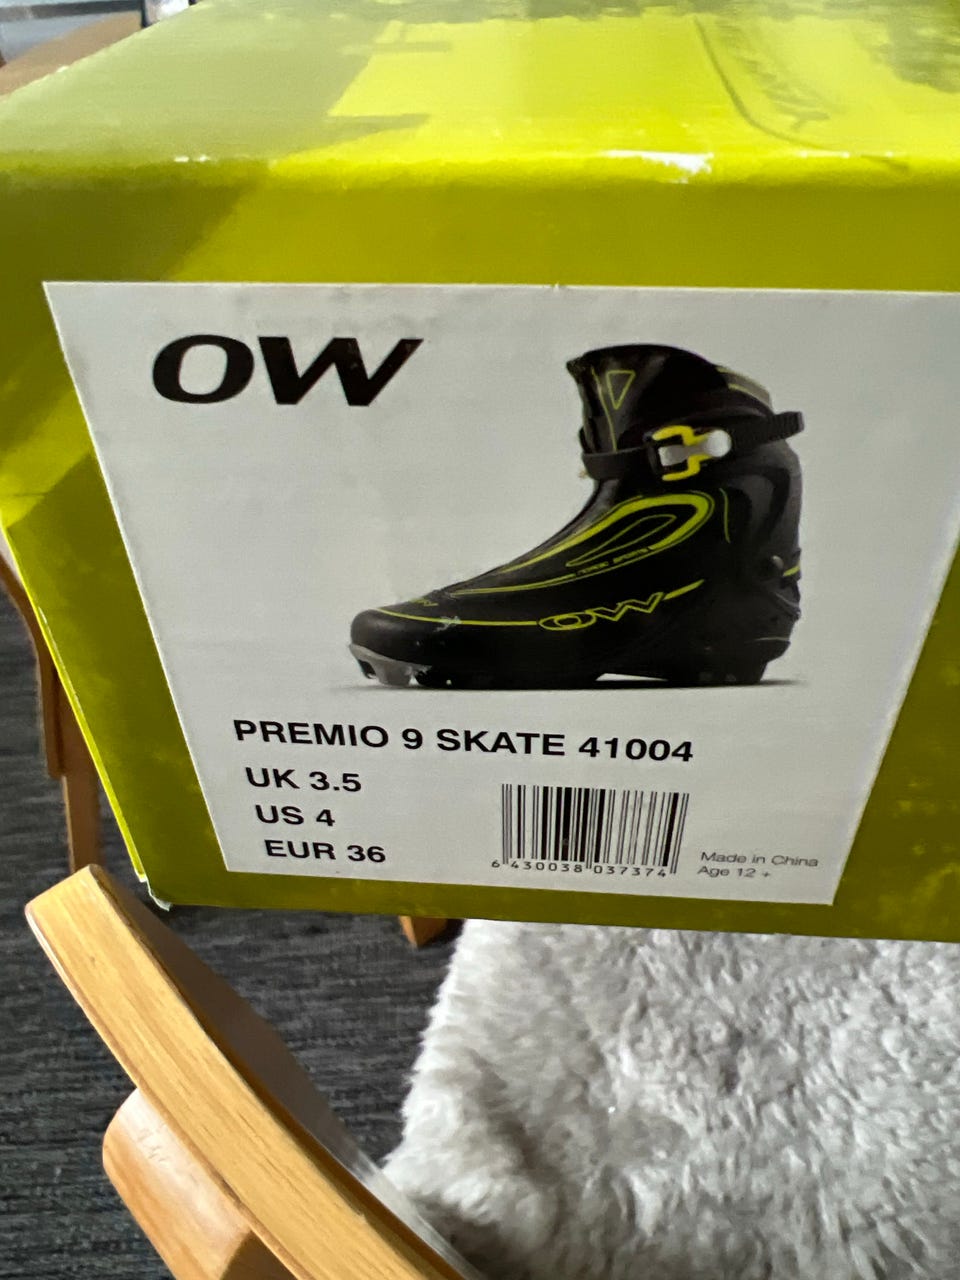 OW
OW
PREMIO 9 SKATE 41004
UK 3.5
US 4
EUR 36
6 430038 037374
Made in China
Age 12 +